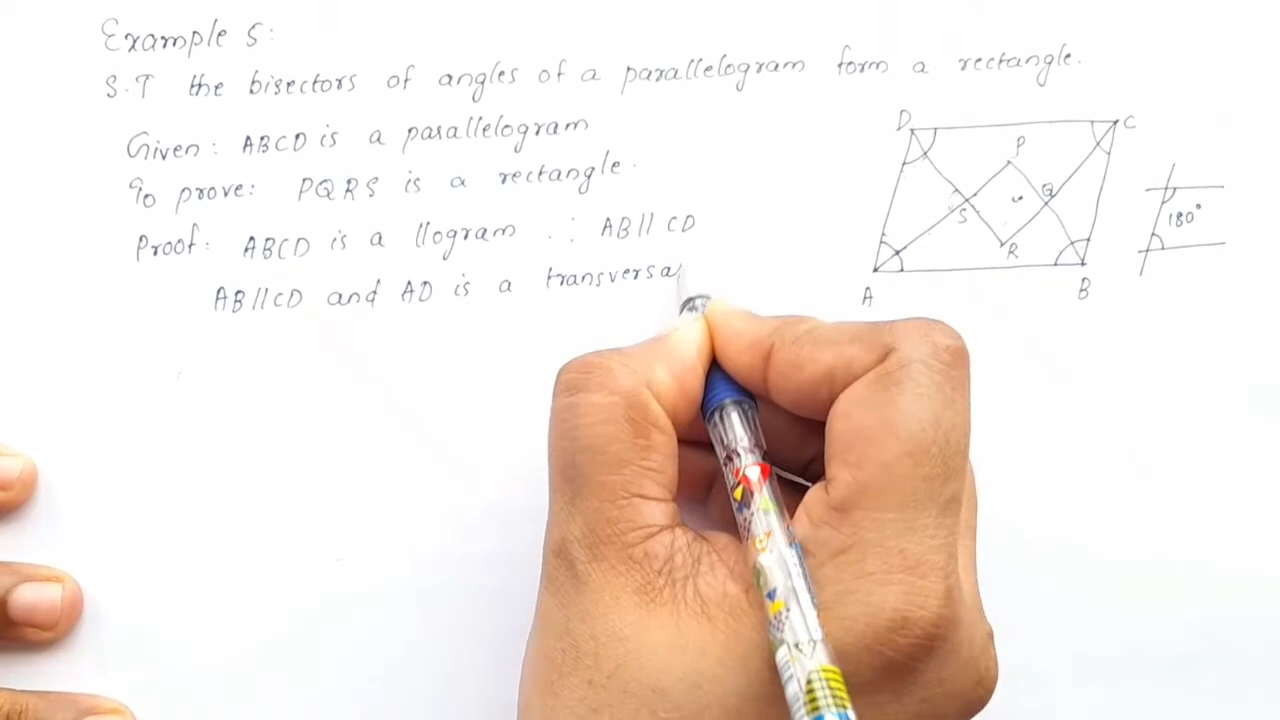 Example 5:
S.T the bisectors of angles of a parallelogram form a rectangle.
Given: ABCD is a parallelogram
To prove: PQRS is a rectangle.
Proof: ABCD is a llogram ∴ AB//CD
AB//CD and AD is a transversal
D
C
P
Q
S
R
A
B
180°